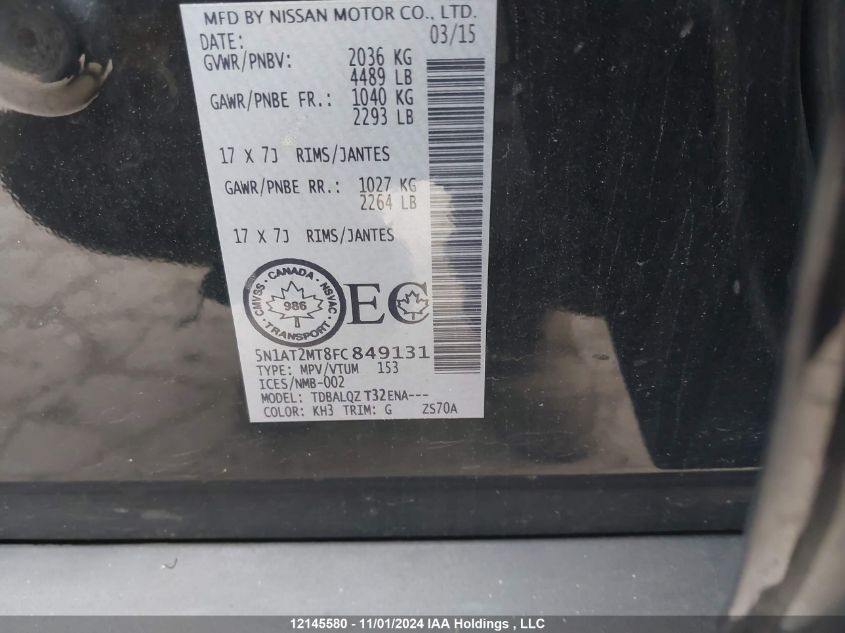 MFD BY NISSAN MOTOR CO., LTD.
DATE: 03/15
GVWR/PNBV: 2036 KG
4489 LB
GAWR/PNBE FR.: 1040 KG
2293 LB
17 X 7J RIMS/JANTES
GAWR/PNBE RR.: 1027 KG
2264 LB
17 X 7J RIMS/JANTES
CMVSS · CANADA · NSVAC · TRANSPORT
986
EC
5N1AT2MT8FC849131
TYPE: MPV/VTUM 153
ICES/NMB-002
MODEL: TDBALQZ T32ENA---
COLOR: KH3 TRIM: G ZS70A
12145580 - 11/01/2024 IAA Holdings , LLC